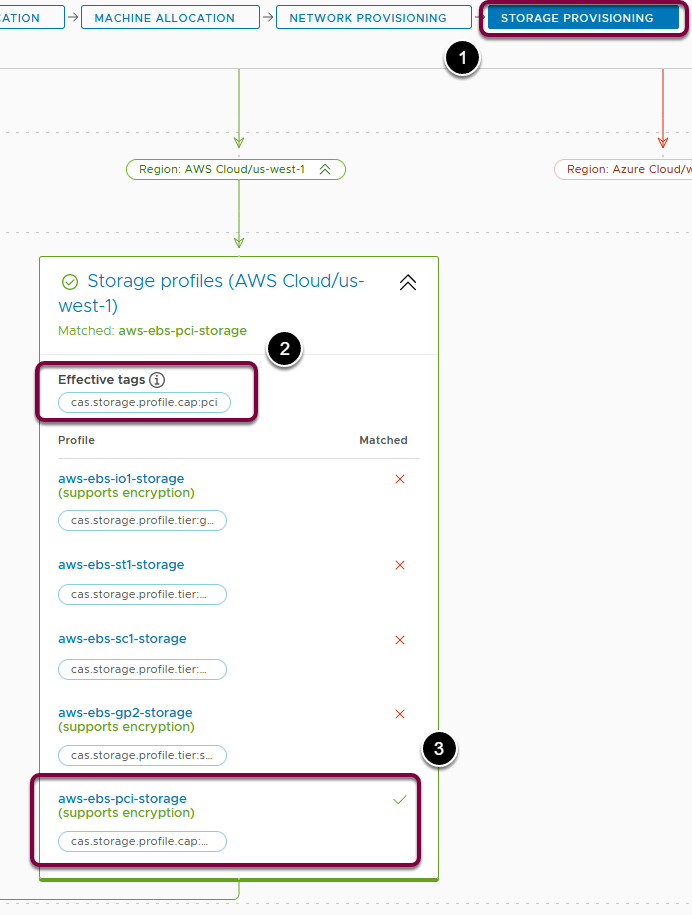 CATION
MACHINE ALLOCATION
NETWORK PROVISIONING
STORAGE PROVISIONING
1
Region: AWS Cloud/us-west-1
Region: Azure Cloud/w
Storage profiles (AWS Cloud/us-
west-1)
Matched: aws-ebs-pci-storage
2
Effective tags
cas.storage.profile.cap:pci
Profile
Matched
aws-ebs-io1-storage
(supports encryption)
cas.storage.profile.tier:g...
aws-ebs-st1-storage
cas.storage.profile.tier:...
aws-ebs-sc1-storage
cas.storage.profile.tier:...
aws-ebs-gp2-storage
(supports encryption)
cas.storage.profile.tier:s...
3
aws-ebs-pci-storage
(supports encryption)
cas.storage.profile.cap:...